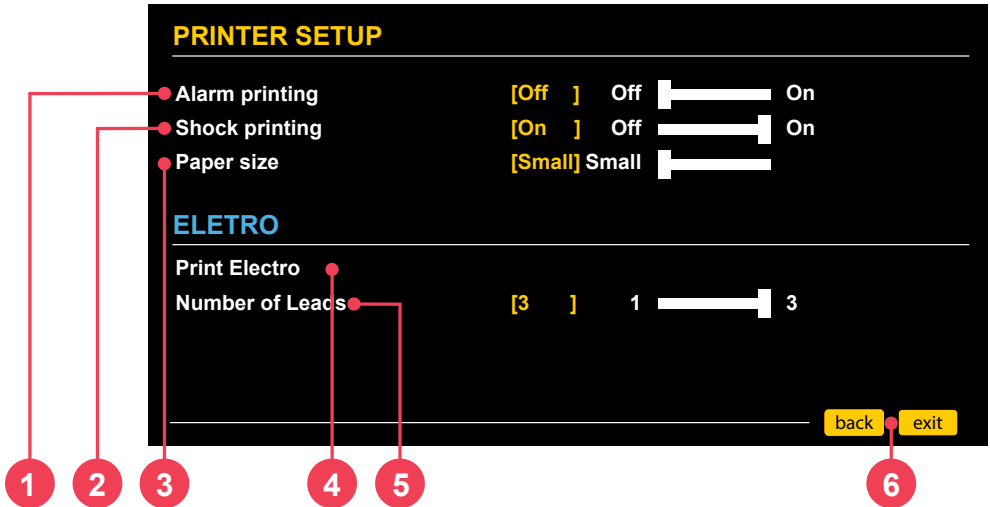 PRINTER SETUP
Alarm printing [Off ] Off On
Shock printing [On ] Off On
Paper size [Small] Small
ELETRO
Print Electro
Number of Leads [3 ] 1 3
back exit
1 2 3 4 5 6